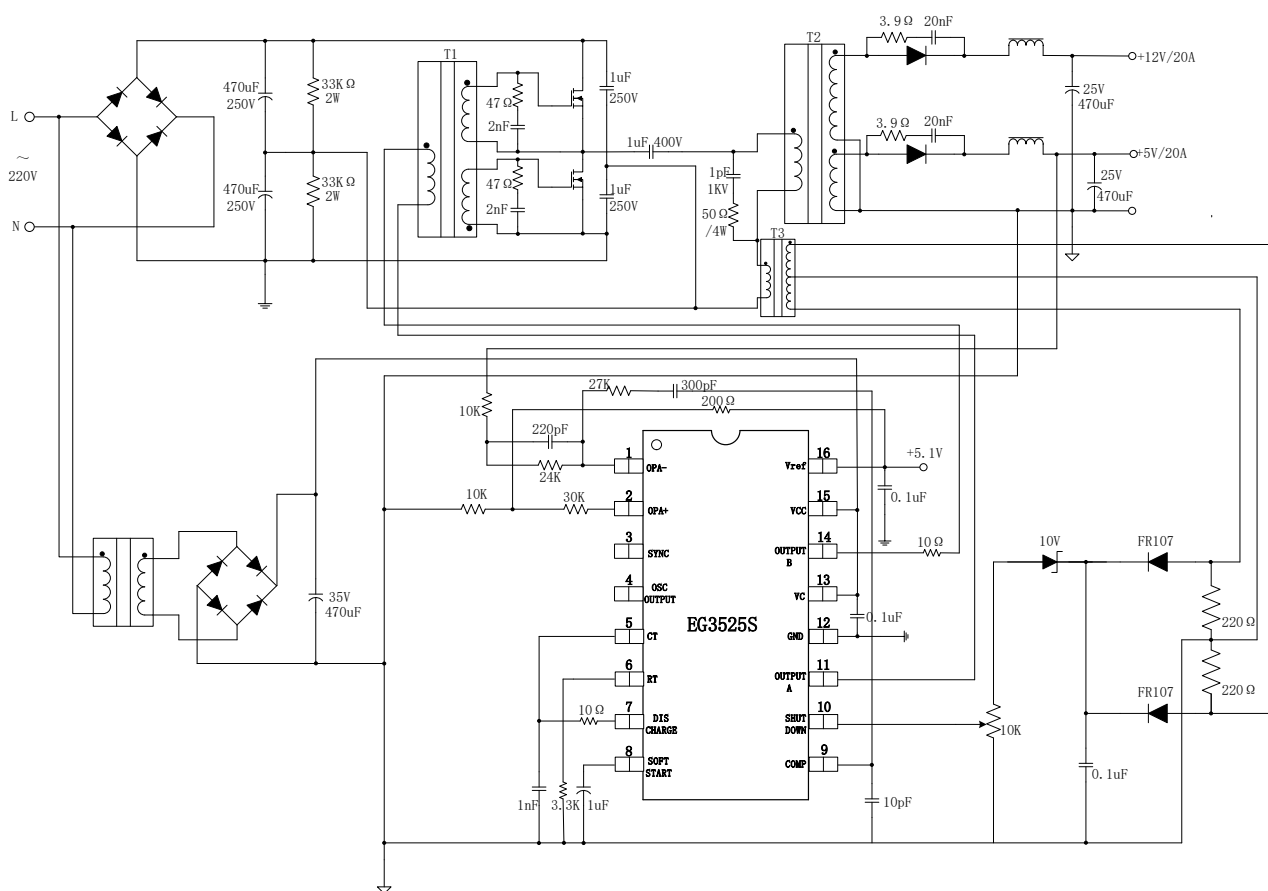 3.9Ω 20nF
T2
+12V/20A
T1
1uF
250V
470uF
250V
33KΩ
2W
47Ω
2nF
25V
470uF
L
~
220V
1uF 400V
3.9Ω 20nF
+5V/20A
1pF
1KV
470uF
250V
33KΩ
2W
47Ω
2nF
1uF
250V
25V
470uF
50Ω
/4W
N
T3
27K
300pF
10K
200Ω
220pF
24K
10K
30K
+5.1V
0.1uF
1
OPA-
16
Vref
2
OPA+
15
VCC
3
SYNC
14
OUTPUT
B
10Ω
4
OSC
OUTPUT
13
VC
0.1uF
EG3525S
5
CT
12
GND
6
RT
11
OUTPUT
A
7
DIS
CHARGE
10
SHUT
DOWN
8
SOFT
START
9
COMP
10Ω
1nF
3.3K
1uF
10pF
35V
470uF
10V
FR107
220Ω
FR107
220Ω
10K
0.1uF